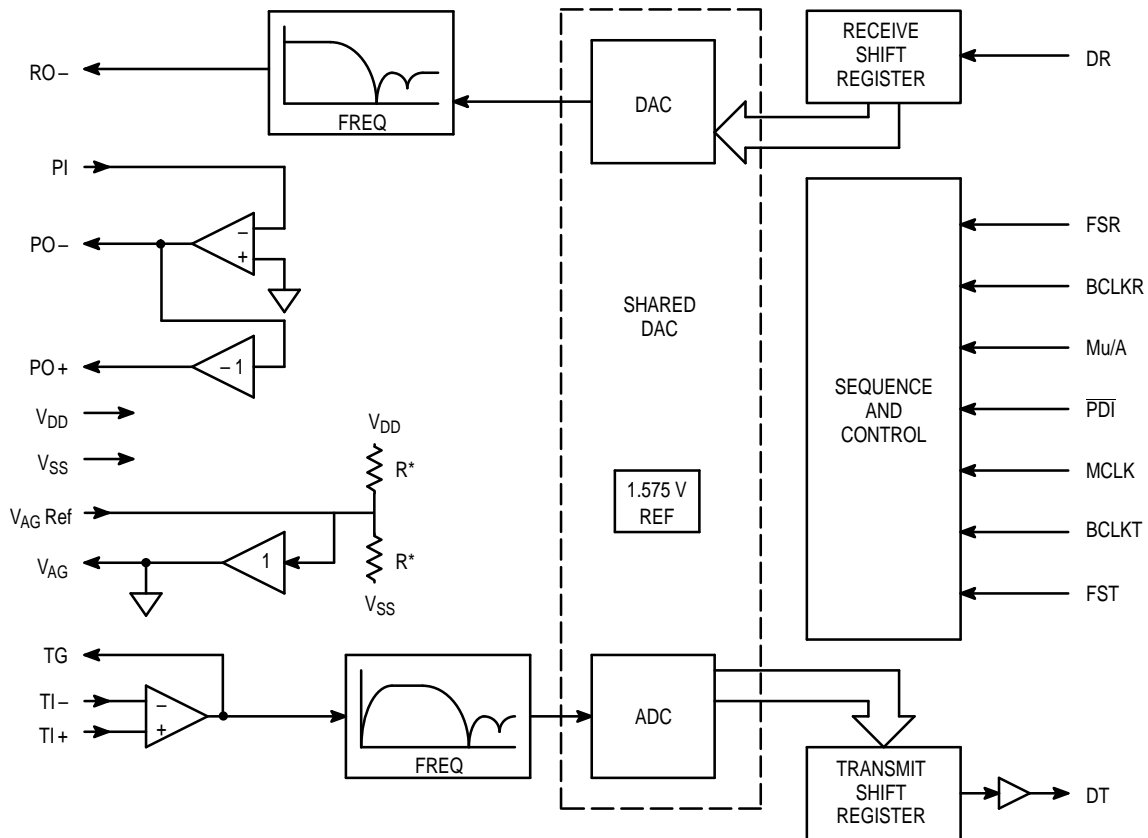 RO –
FREQ
DAC
RECEIVE
SHIFT
REGISTER
DR
PI
PO –
–
+
PO+
– 1
VDD
VSS
VAG Ref
VAG
1
VDD
R*
R*
VSS
SHARED
DAC
1.575 V
REF
SEQUENCE
AND
CONTROL
FSR
BCLKR
Mu/A
PDI
MCLK
BCLKT
FST
TG
TI –
TI+
–
+
FREQ
ADC
TRANSMIT
SHIFT
REGISTER
DT